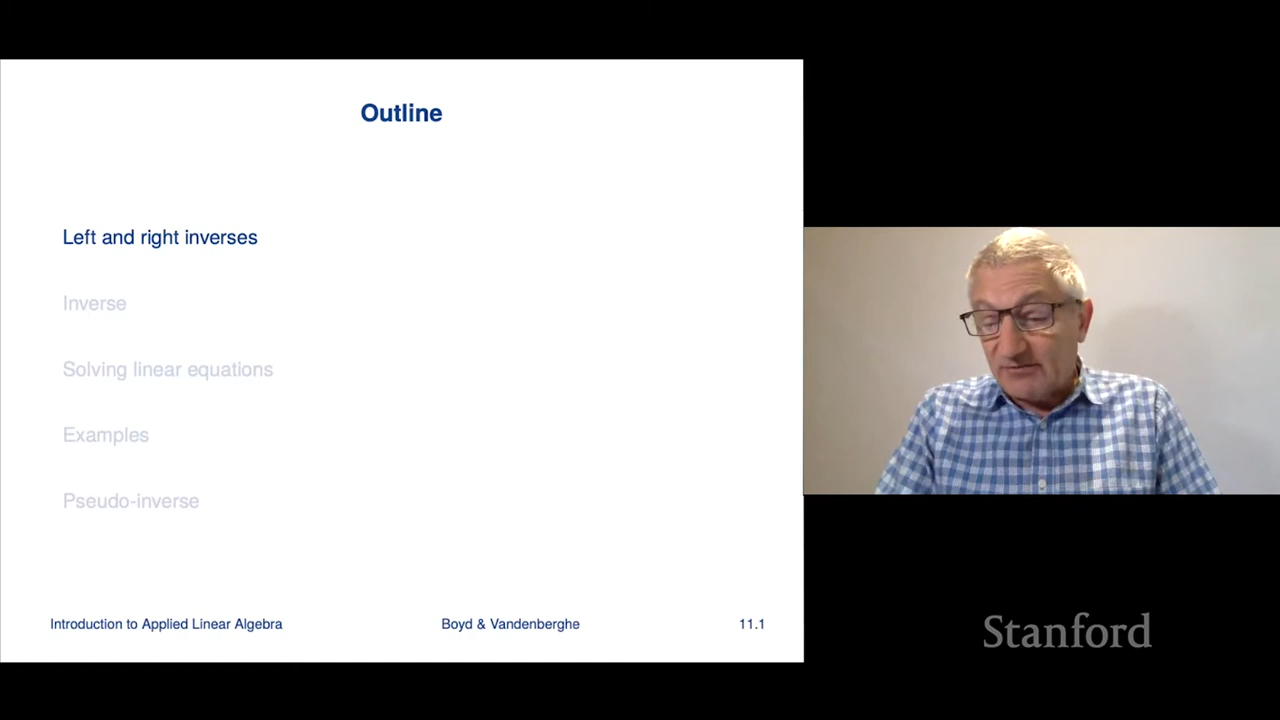 Outline
Left and right inverses
Inverse
Solving linear equations
Examples
Pseudo-inverse
Introduction to Applied Linear Algebra
Boyd & Vandenberghe
11.1
Stanford